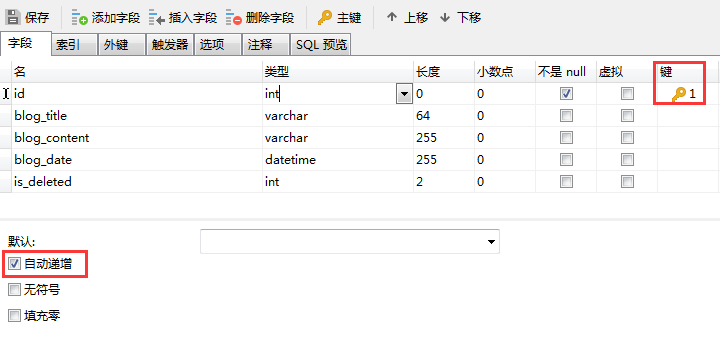 保存 添加字段 插入字段 删除字段 主键 上移 下移
字段 索引 外键 触发器 选项 注释 SQL 预览
名 类型 长度 小数点 不是 null 虚拟 键
id int 0 0 1
blog_title varchar 64 0
blog_content varchar 255 0
blog_date datetime 255 0
is_deleted int 2 0
默认:
自动递增
无符号
填充零